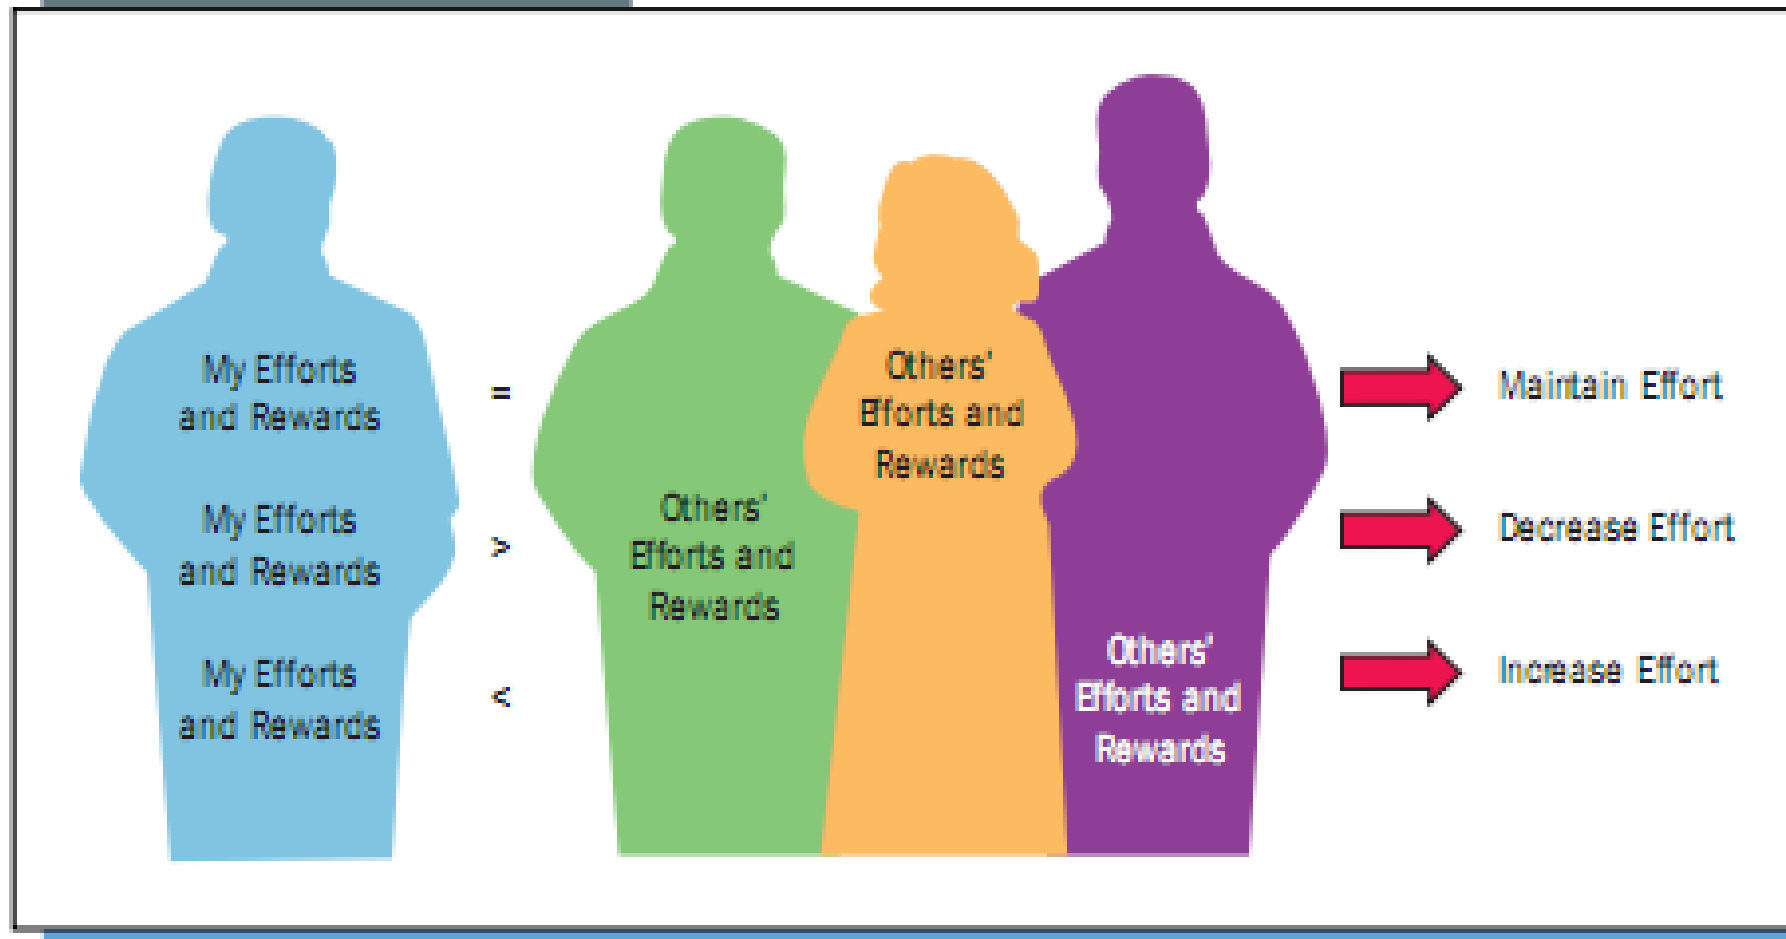 My Efforts
and Rewards
=
Others'
Efforts and
Rewards
Maintain Effort
My Efforts
and Rewards
>
Others'
Efforts and
Rewards
Decrease Effort
My Efforts
and Rewards
<
Others'
Efforts and
Rewards
Increase Effort